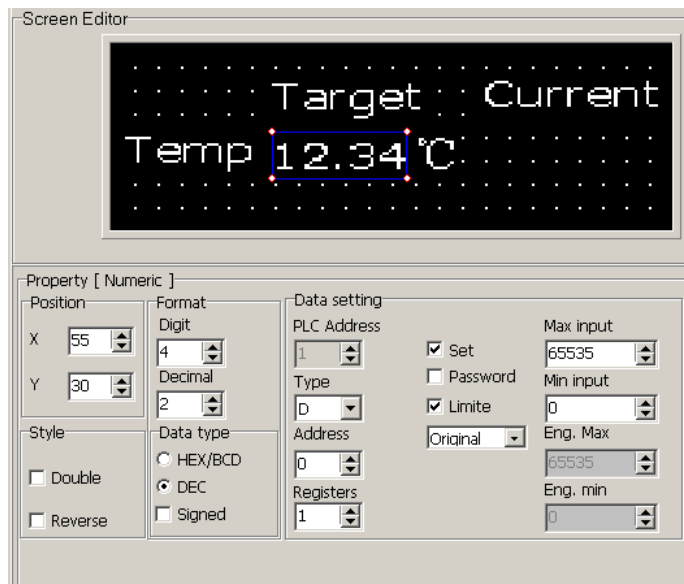 Screen Editor
Target Current
Temp 12.34 ℃
Property [ Numeric ]
Position
X 55
Y 30
Style
Double
Reverse
Format
Digit
4
Decimal
2
Data type
HEX/BCD
DEC
Signed
Data setting
PLC Address
1
Type
D
Address
0
Registers
1
Set
Password
Limite
Original
Max input
65535
Min input
0
Eng. Max
65535
Eng. min
0